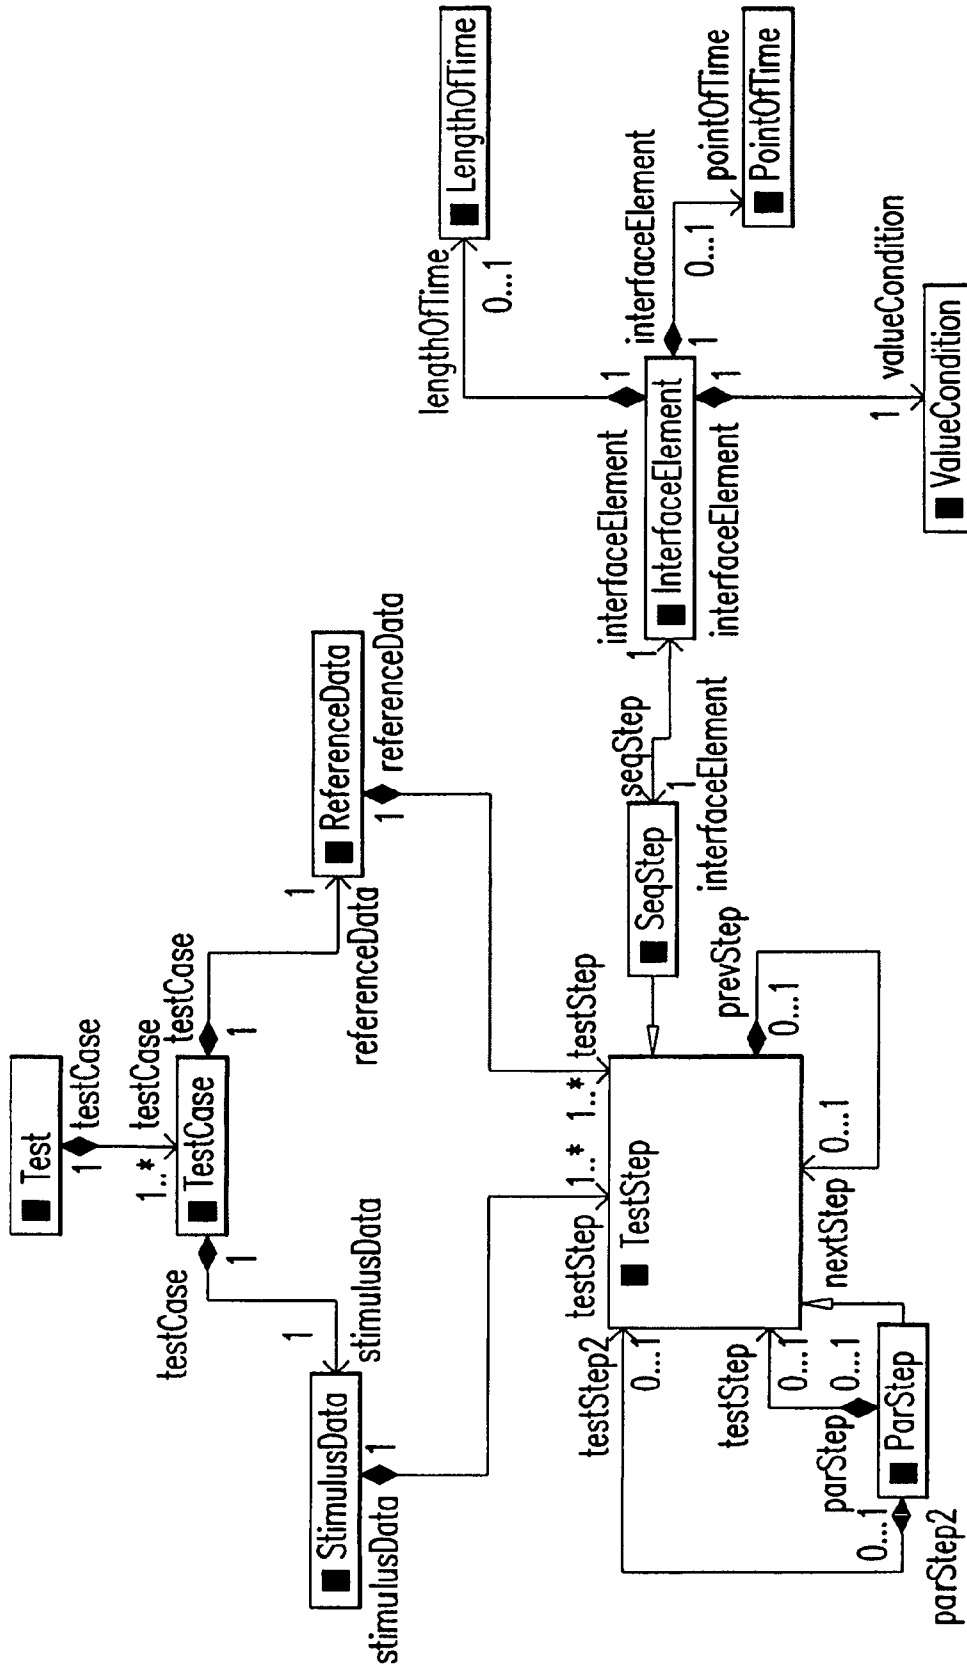 Test
1
testCase
1..*
testCase
TestCase
testCase
1
1
testCase
1
stimulusData
1
referenceData
StimulusData
ReferenceData
stimulusData
1
1
referenceData
testStep
1..*
1..*
testStep
TestStep
testStep2
0...1
testStep
0...1
parStep
0...1
ParStep
0...1
parStep2
nextStep
0...1
prevStep
0...1
SeqStep
seqStep
1
interfaceElement
1
InterfaceElement
interfaceElement
1
lengthOfTime
0...1
LengthOfTime
interfaceElement
1
0...1
pointOfTime
PointOfTime
interfaceElement
1
1
valueCondition
ValueCondition